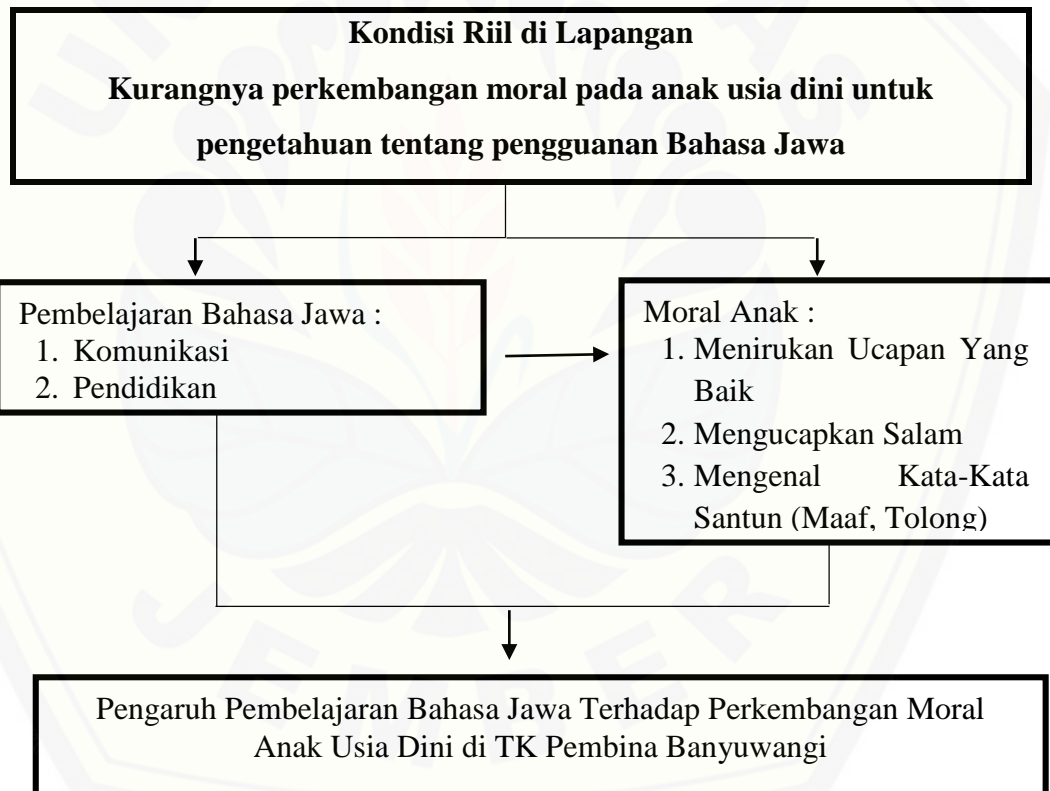 Kondisi Riil di Lapangan
Kurangnya perkembangan moral pada anak usia dini untuk
pengetahuan tentang pengguanan Bahasa Jawa
Pembelajaran Bahasa Jawa :
1. Komunikasi
2. Pendidikan
Moral Anak :
1. Menirukan Ucapan Yang
Baik
2. Mengucapkan Salam
3. Mengenal Kata-Kata
Santun (Maaf, Tolong)
Pengaruh Pembelajaran Bahasa Jawa Terhadap Perkembangan Moral
Anak Usia Dini di TK Pembina Banyuwangi
JEMBER